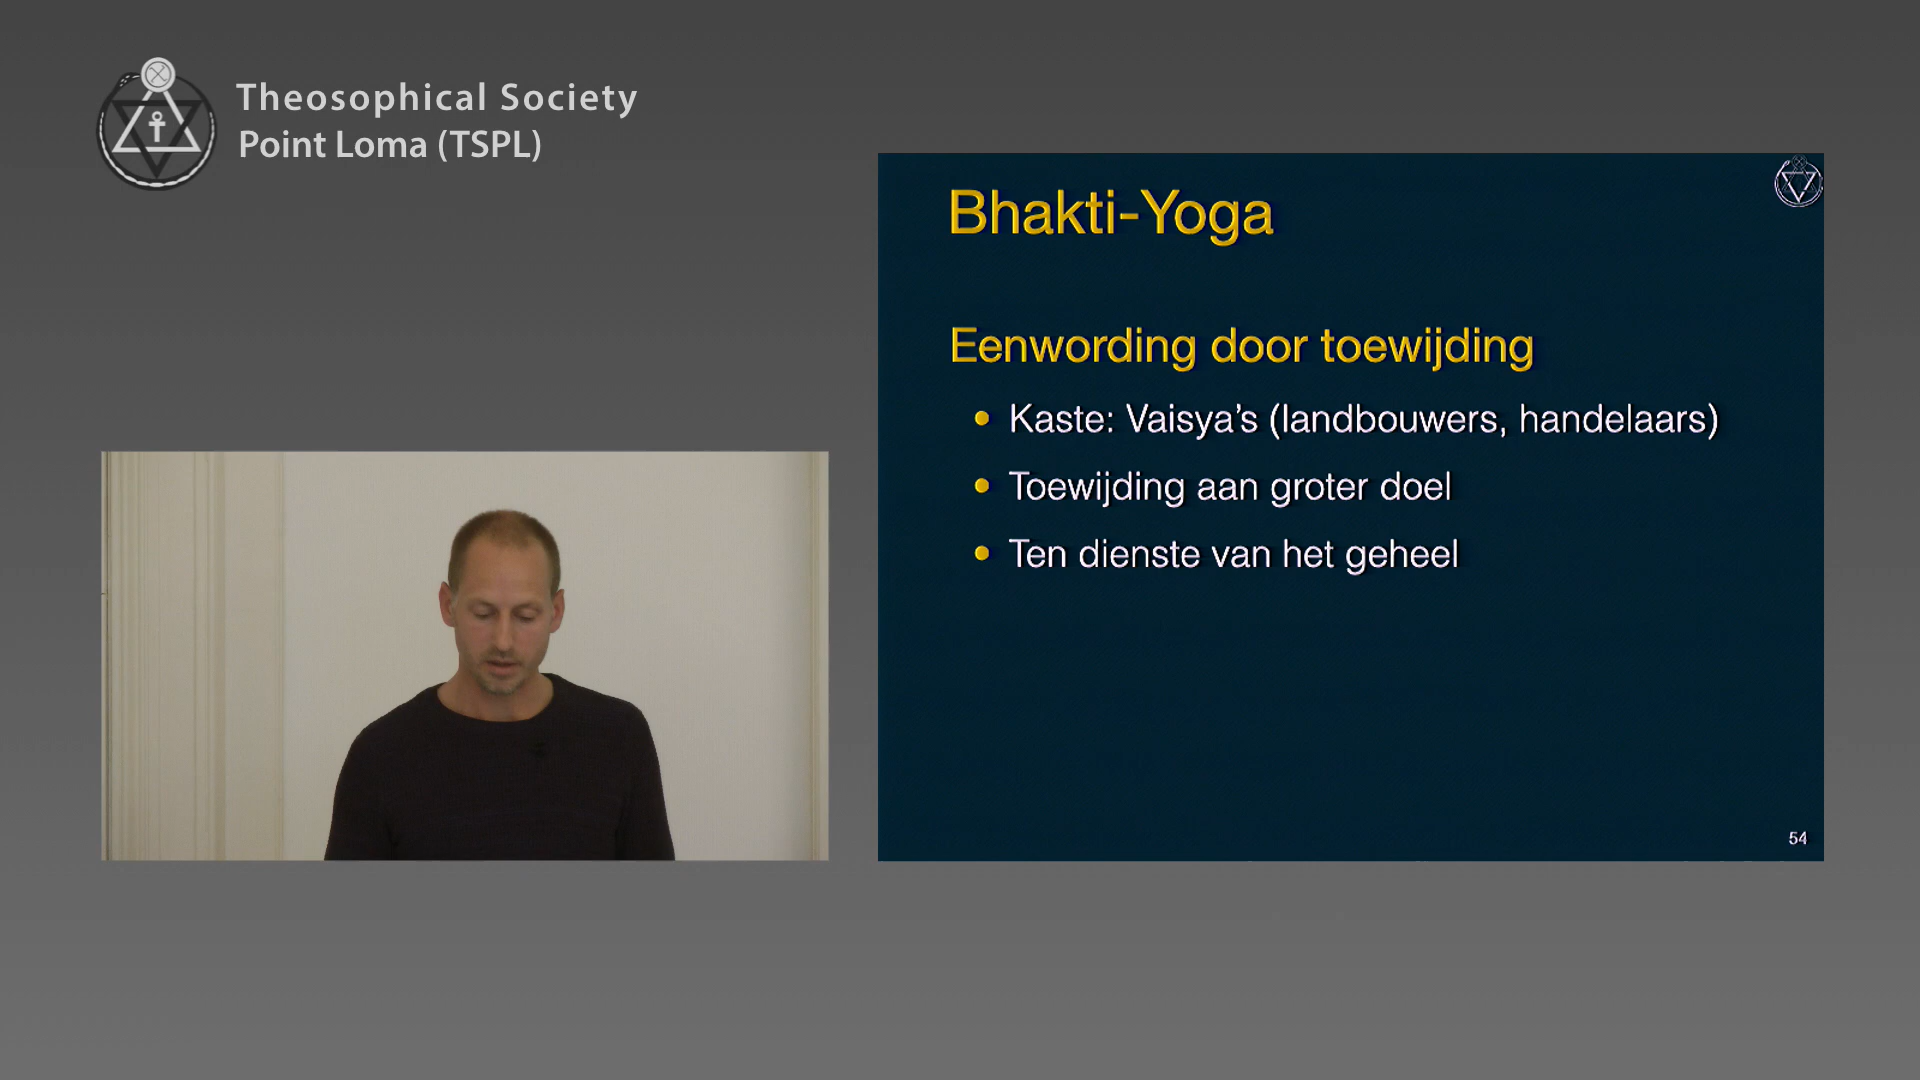 Theosophical Society
Point Loma (TSPL)
Bhakti-Yoga
Eenwording door toewijding
Kaste: Vaisya's (landbouwers, handelaars)
Toewijding aan groter doel
Ten dienste van het geheel
54